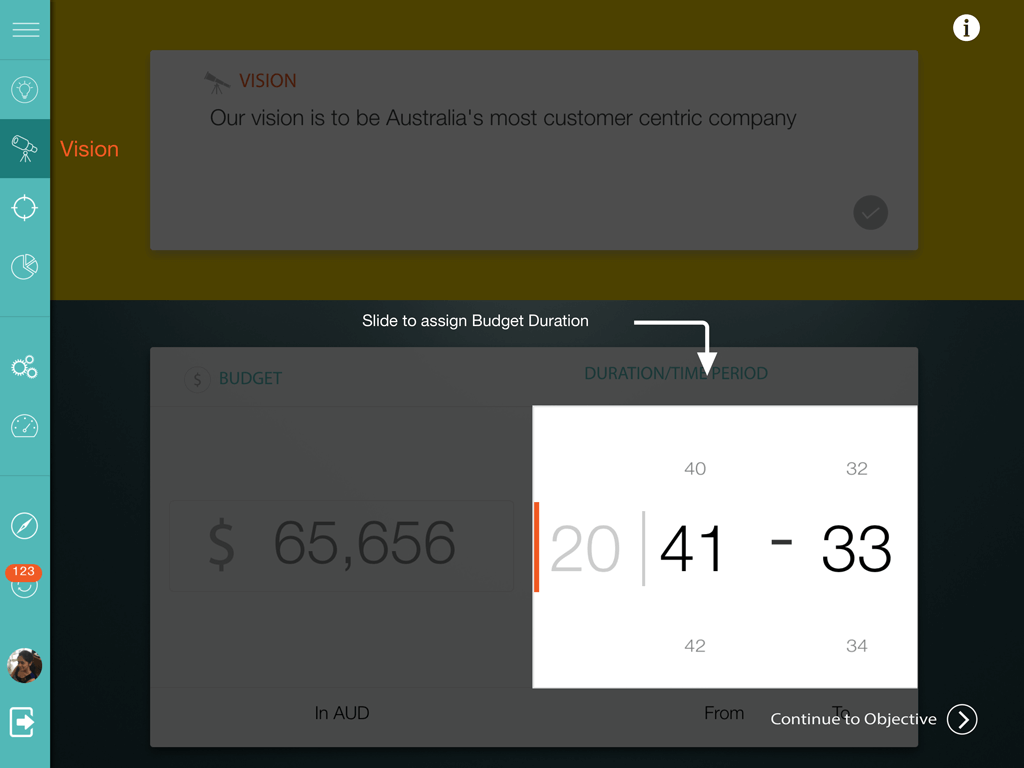 i
VISION
Our vision is to be Australia's most customer centric company
Vision
Slide to assign Budget Duration
$ BUDGET
DURATION/TIME PERIOD
40 32
$ 65,656
20 41 - 33
42 34
123
In AUD
From To
Continue to Objective